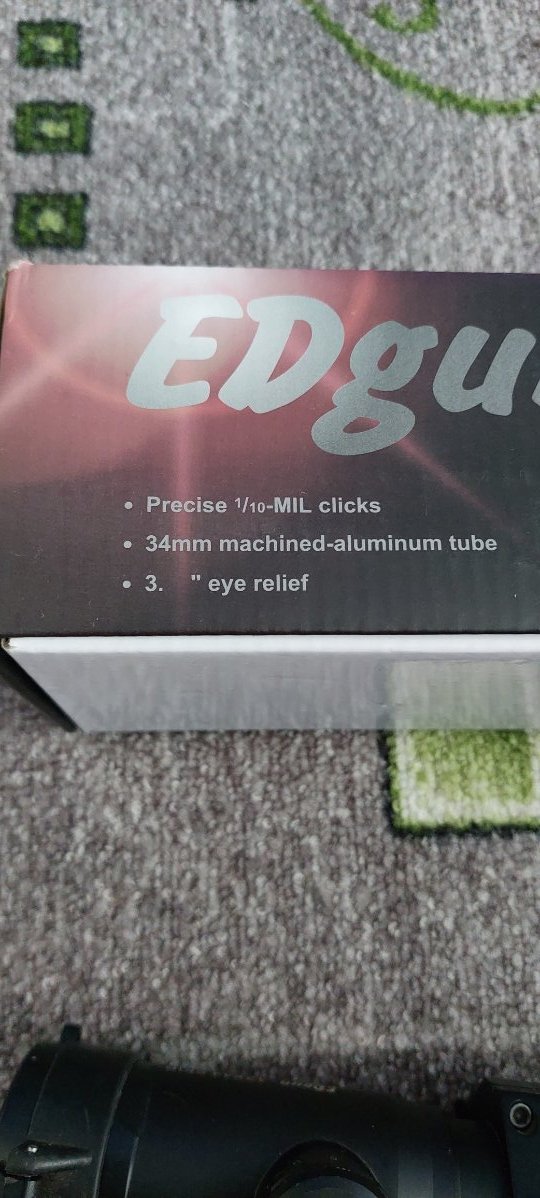 EDgu
• Precise 1/10-MIL clicks
• 34mm machined-aluminum tube
• 3. " eye relief